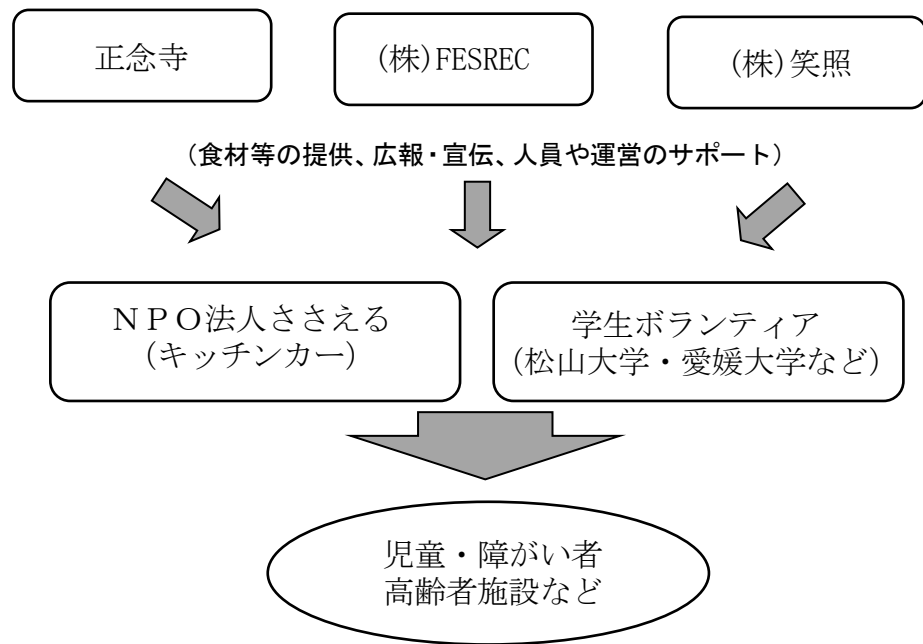 正念寺
(株)FESREC
(株)笑照
(食材等の提供、広報・宣伝、人員や運営のサポート)
ＮＰＯ法人ささえる
(キッチンカー)
学生ボランティア
(松山大学・愛媛大学など)
児童・障がい者
高齢者施設など